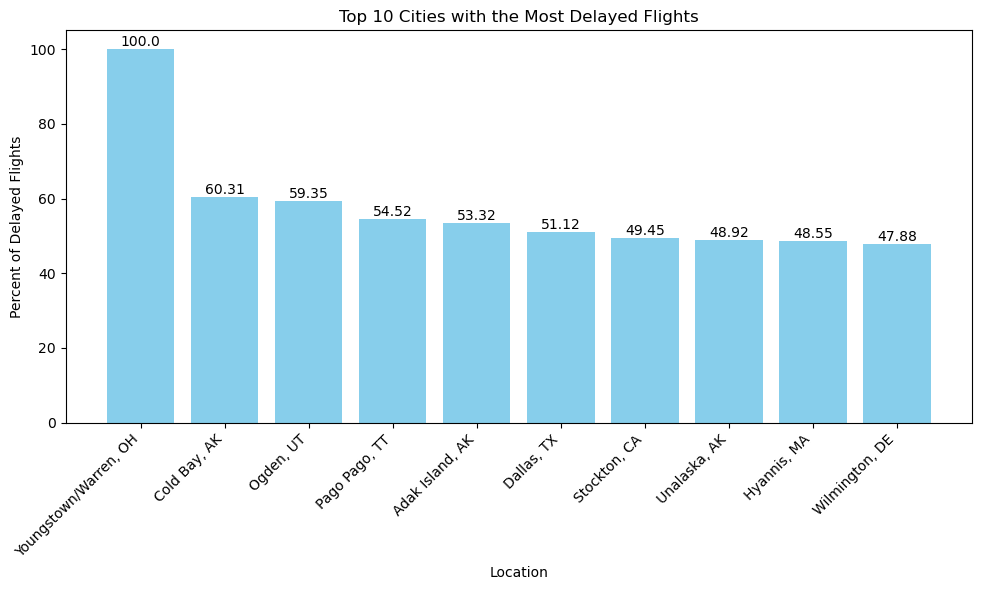 Top 10 Cities with the Most Delayed Flights
Percent of Delayed Flights
100
80
60
40
20
0
100.0
60.31
59.35
54.52
53.32
51.12
49.45
48.92
48.55
47.88
Youngstown/Warren, OH
Cold Bay, AK
Ogden, UT
Pago Pago, TT
Adak Island, AK
Dallas, TX
Stockton, CA
Unalaska, AK
Hyannis, MA
Wilmington, DE
Location